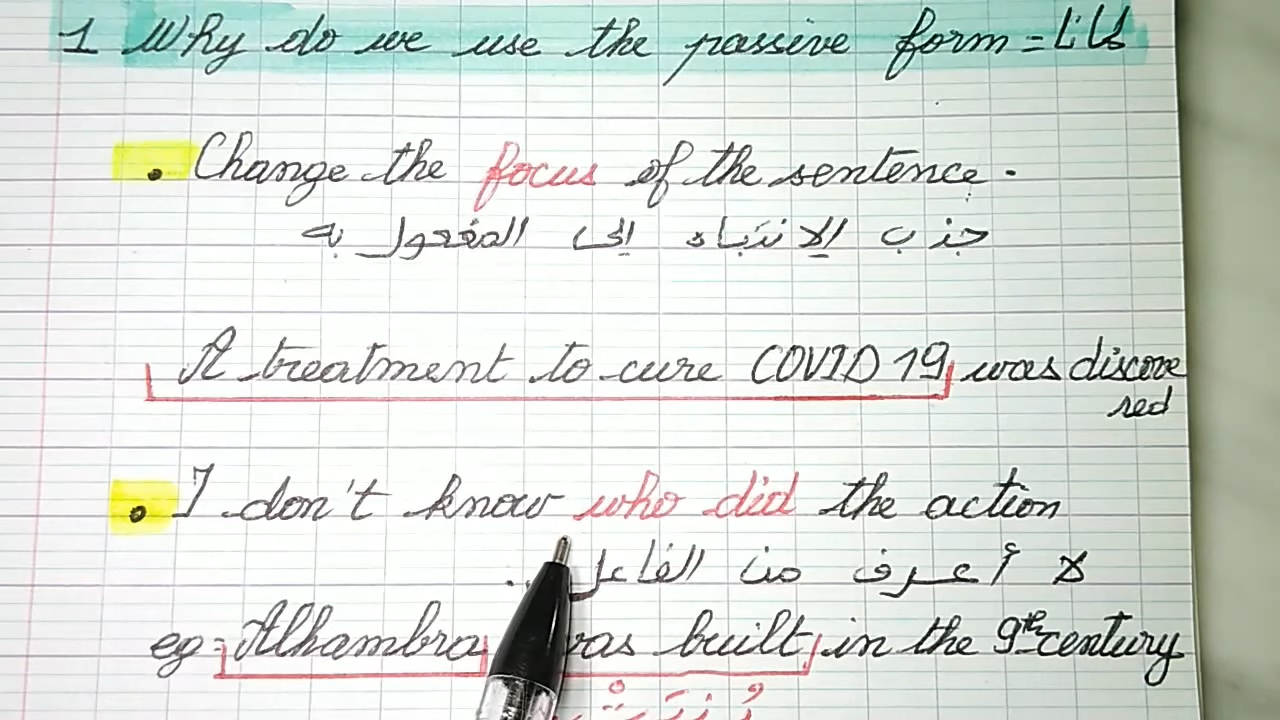 1 Why do we use the passive form = لماذا
• Change the focus of the sentence.
جذب الانتباه إلى المفعول به
A treatment to cure COVID 19 was discove
red
• I don't know who did the action
لا أعرف من الفاعل
eg: Alhambra was built in the 9th century